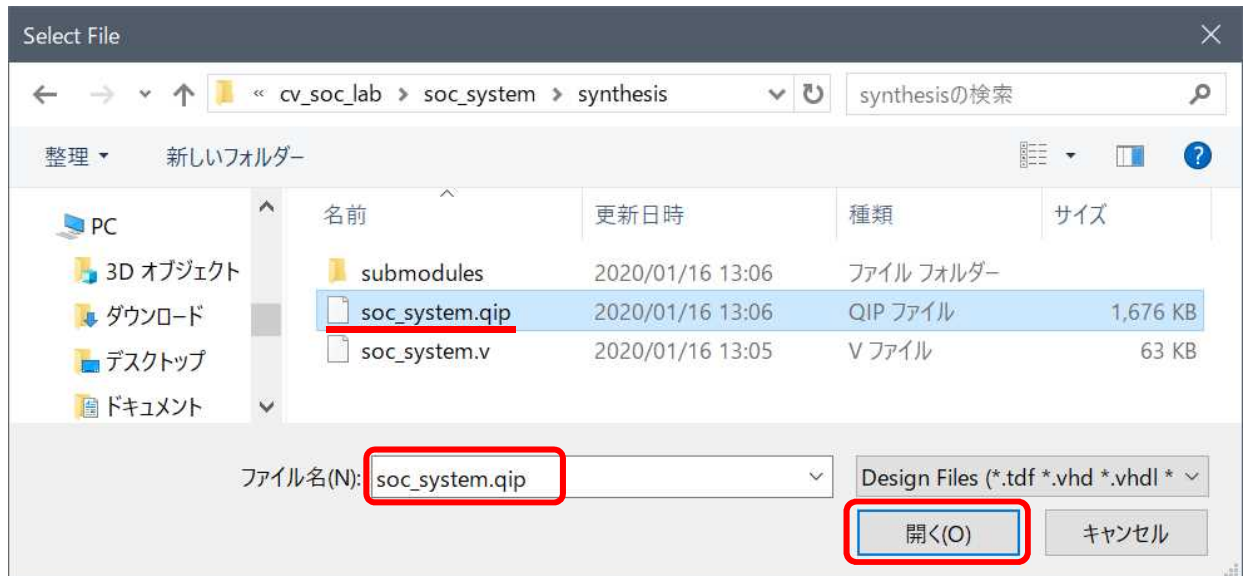 Select File
« cv_soc_lab > soc_system > synthesis
synthesisの検索
整理
新しいフォルダー
?
PC
3D オブジェクト
ダウンロード
デスクトップ
ドキュメント
名前 更新日時 種類 サイズ
submodules 2020/01/16 13:06 ファイル フォルダー
soc_system.qip 2020/01/16 13:06 QIP ファイル 1,676 KB
soc_system.v 2020/01/16 13:05 V ファイル 63 KB
ファイル名(N): soc_system.qip
Design Files (*.tdf *.vhd *.vhdl *
開く(O) キャンセル